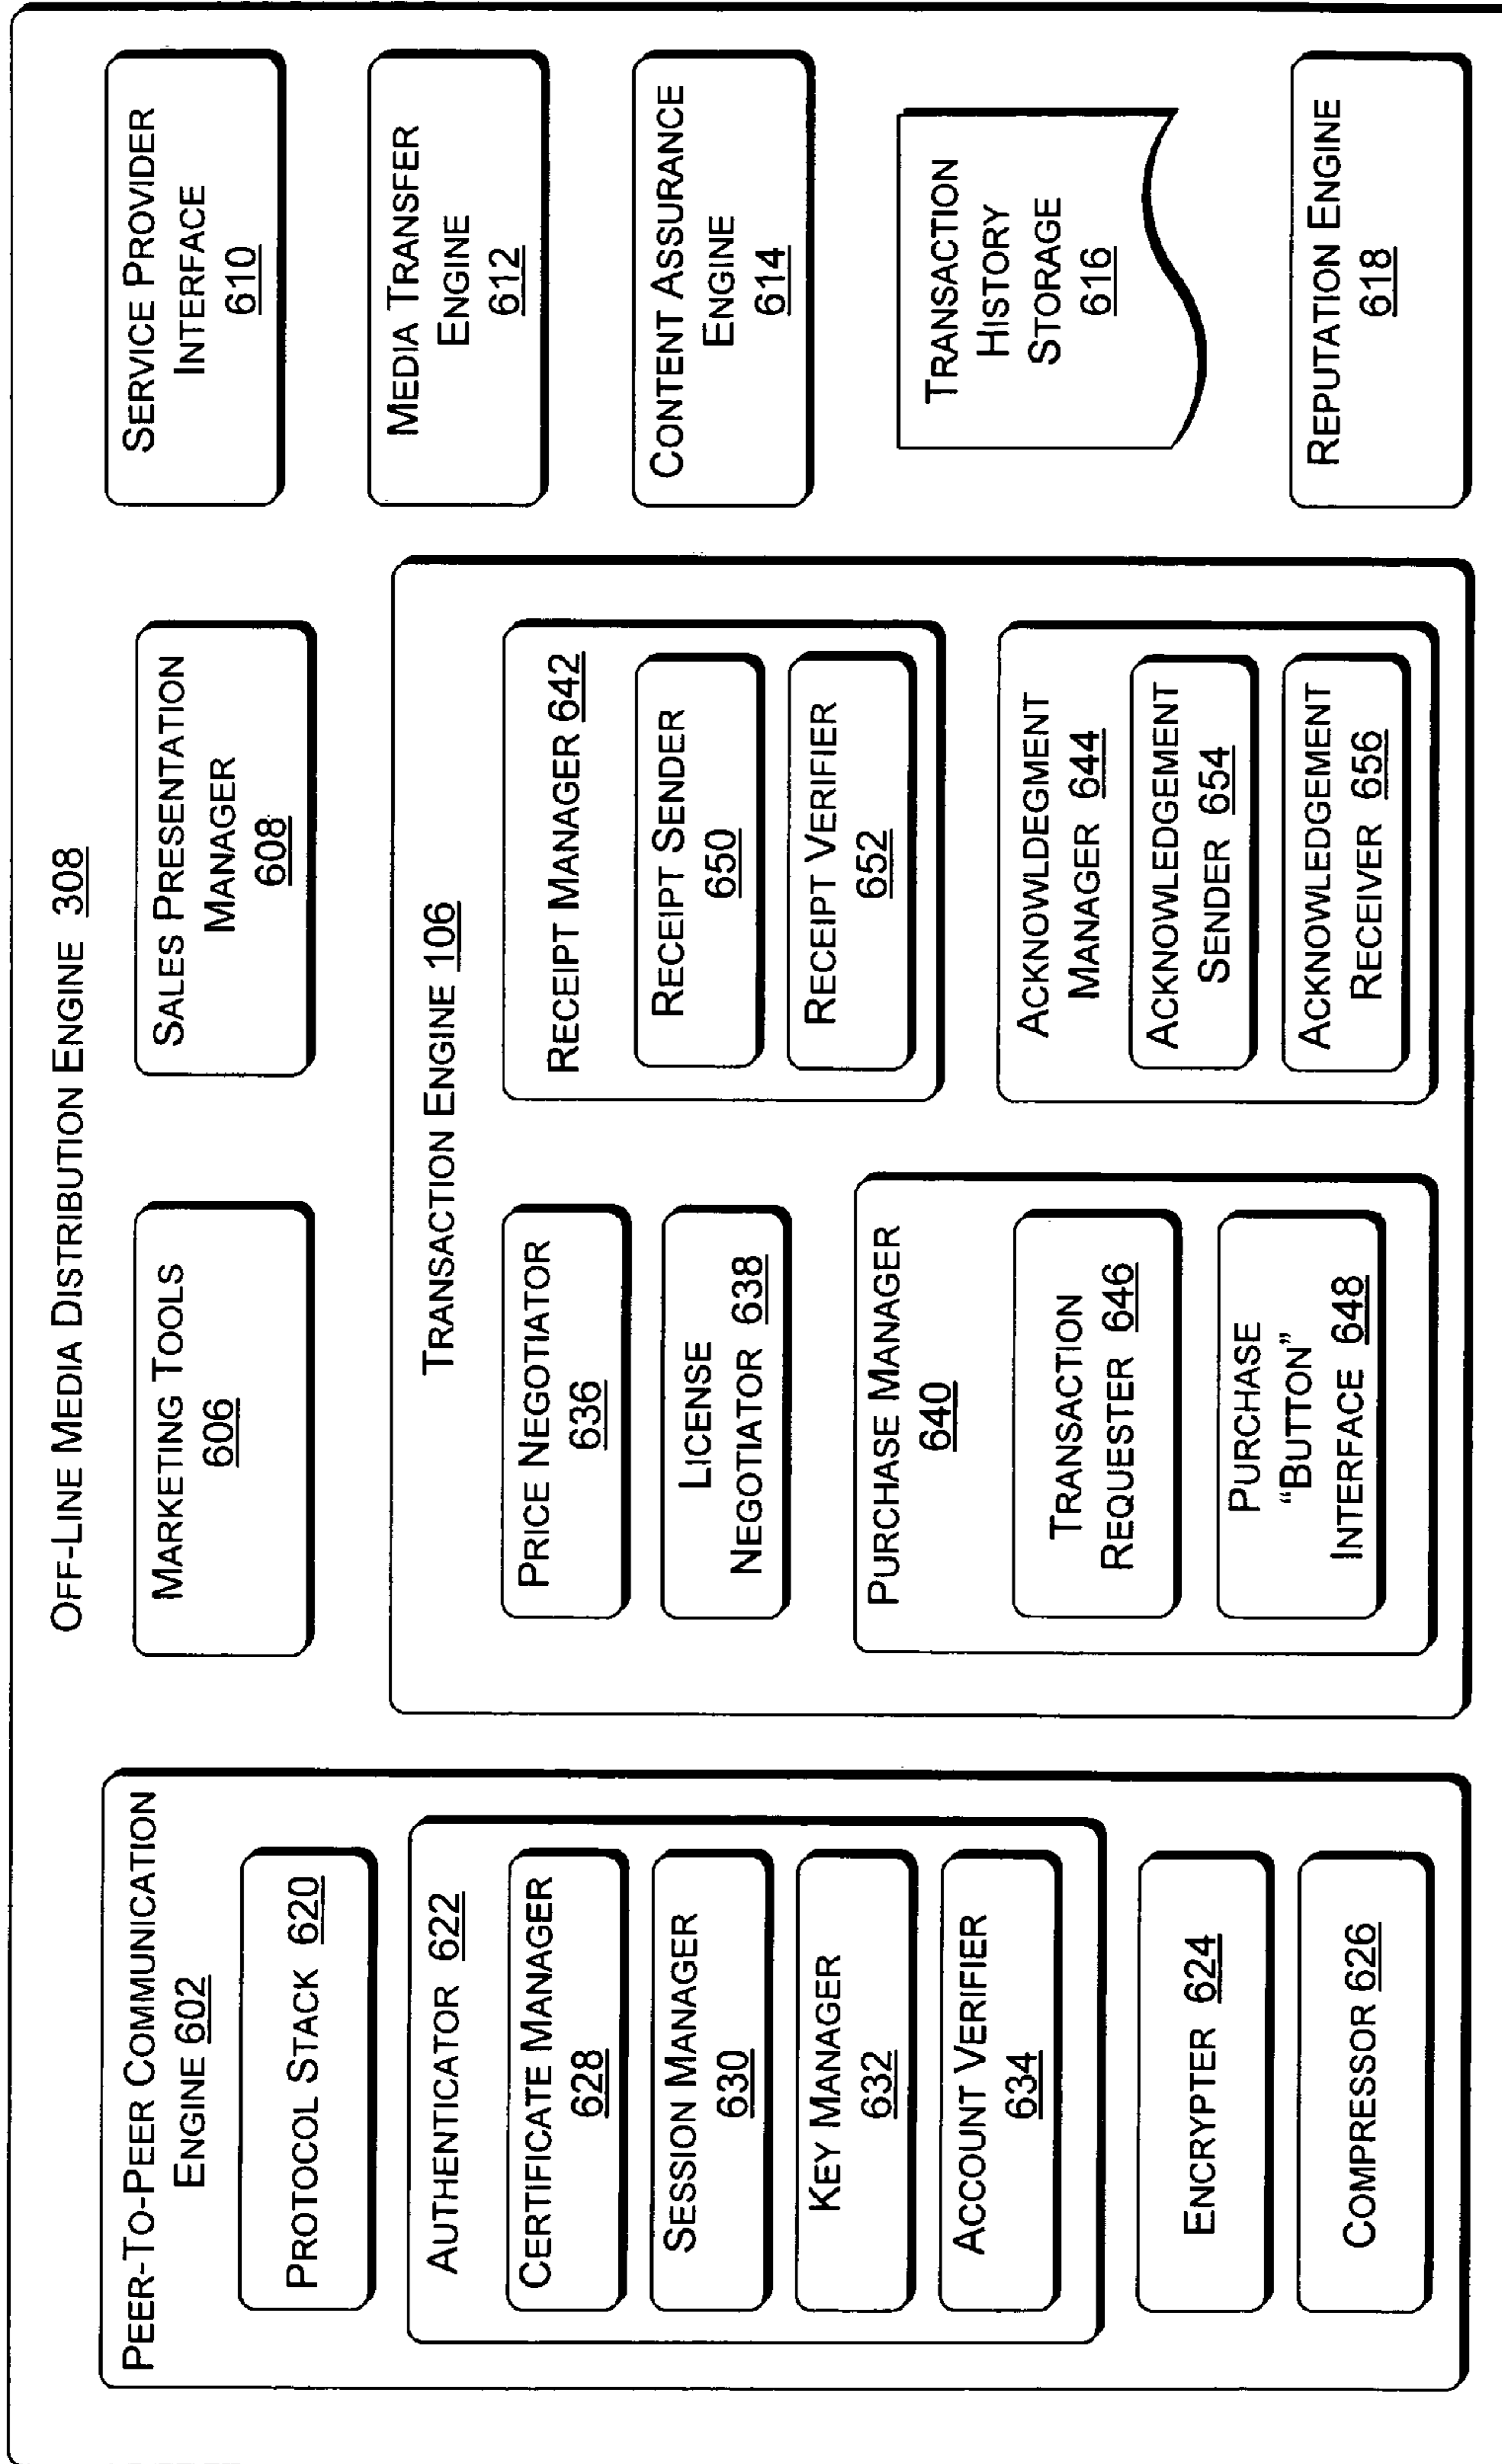 OFF-LINE MEDIA DISTRIBUTION ENGINE 308
PEER-TO-PEER COMMUNICATION
ENGINE 602
PROTOCOL STACK 620
AUTHENTICATOR 622
CERTIFICATE MANAGER
628
SESSION MANAGER
630
KEY MANAGER
632
ACCOUNT VERIFIER
634
ENCRYPTER 624
COMPRESSOR 626
MARKETING TOOLS
606
SALES PRESENTATION
MANAGER
608
TRANSACTION ENGINE 106
PRICE NEGOTIATOR
636
LICENSE
NEGOTIATOR 638
PURCHASE MANAGER
640
TRANSACTION
REQUESTER 646
PURCHASE
“BUTTON”
INTERFACE 648
RECEIPT MANAGER 642
RECEIPT SENDER
650
RECEIPT VERIFIER
652
ACKNOWLDEGMENT
MANAGER 644
ACKNOWLEDGEMENT
SENDER 654
ACKNOWLEDGEMENT
RECEIVER 656
SERVICE PROVIDER
INTERFACE
610
MEDIA TRANSFER
ENGINE
612
CONTENT ASSURANCE
ENGINE
614
TRANSACTION
HISTORY
STORAGE
616
REPUTATION ENGINE
618